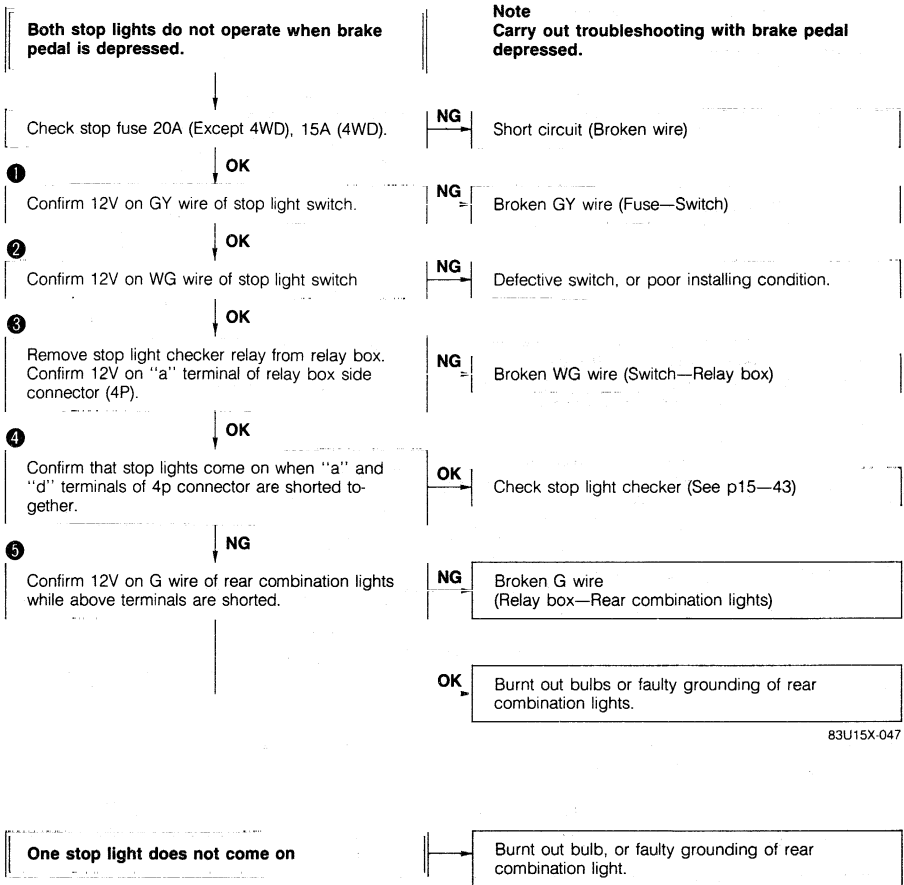 Both stop lights do not operate when brake
pedal is depressed.
Note
Carry out troubleshooting with brake pedal
depressed.
Check stop fuse 20A (Except 4WD), 15A (4WD).
NG
Short circuit (Broken wire)
OK
1
Confirm 12V on GY wire of stop light switch.
NG
Broken GY wire (Fuse—Switch)
OK
2
Confirm 12V on WG wire of stop light switch
NG
Defective switch, or poor installing condition.
OK
3
Remove stop light checker relay from relay box.
Confirm 12V on "a" terminal of relay box side
connector (4P).
NG
Broken WG wire (Switch—Relay box)
OK
4
Confirm that stop lights come on when "a" and
"d" terminals of 4p connector are shorted to-
gether.
OK
Check stop light checker (See p15—43)
NG
5
Confirm 12V on G wire of rear combination lights
while above terminals are shorted.
NG
Broken G wire
(Relay box—Rear combination lights)
OK
Burnt out bulbs or faulty grounding of rear
combination lights.
83U15X-047
One stop light does not come on
Burnt out bulb, or faulty grounding of rear
combination light.